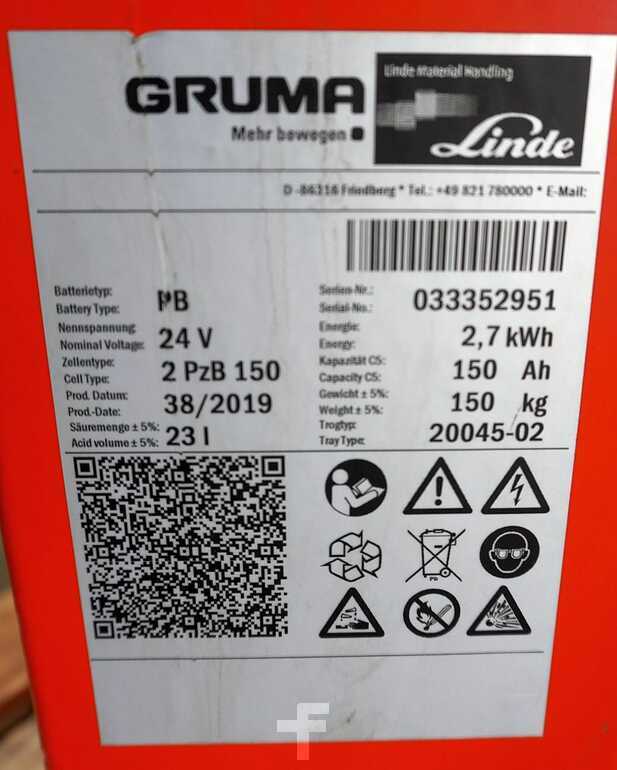 GRUMA
Mehr bewegen
Linde Material Handling
Linde
D -86316 Friedberg * Tel.: +49 821 780000 * E-Mail:
Batterietyp:
Battery Type: PB
Nennspannung
Nominal Voltage: 24 V
Zellentype:
Cell Type: 2 PzB 150
Prod. Datum:
Prod.-Date: 38/2019
Säuremenge ± 5%:
Acid volume ± 5%: 23 l
Serien-Nr.:
Serial-No.: 033352951
Energie:
Energy: 2,7 kWh
Kapazität C5:
Capacity C5: 150 Ah
Gewicht ± 5%:
Weight ± 5%: 150 kg
Trogtyp:
Tray Type: 20045-02
PB